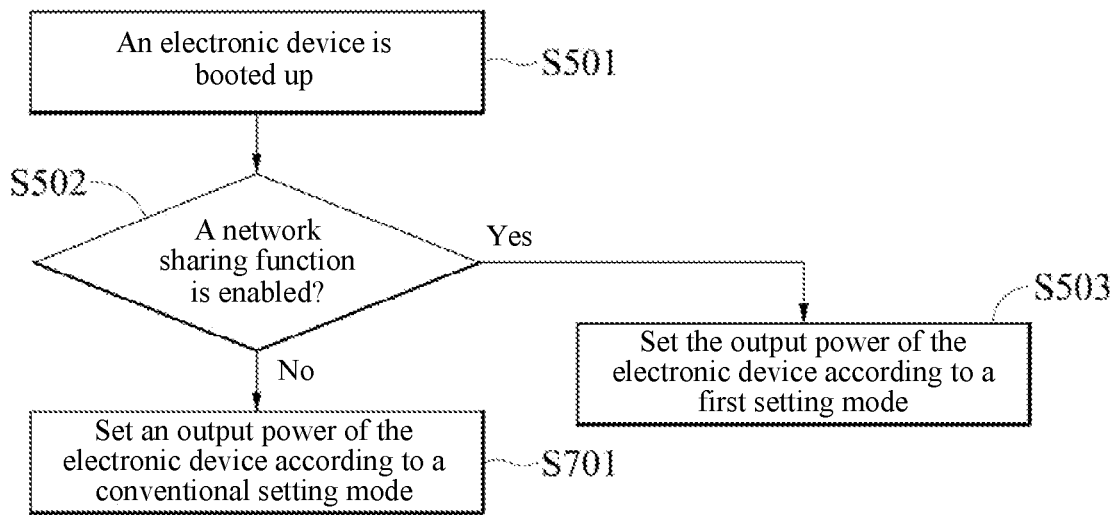 An electronic device is
booted up
S501
S502
A network
sharing function
is enabled?
Yes
S503
Set the output power of the
electronic device according to a
first setting mode
No
Set an output power of the
electronic device according to a
conventional setting mode
S701